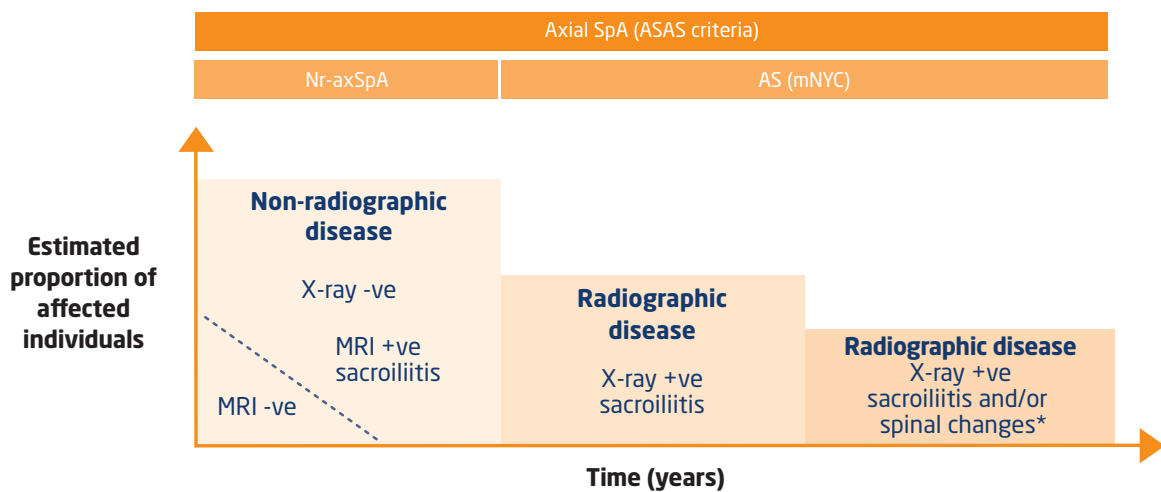 Axial SpA (ASAS criteria)
Nr-axSpA
AS (mNYC)
Estimated
proportion of
affected
individuals
Non-radiographic
disease
X-ray -ve
MRI +ve
sacroiliitis
MRI -ve
Radiographic
disease
X-ray +ve
sacroiliitis
Radiographic disease
X-ray +ve
sacroiliitis and/or
spinal changes*
Time (years)